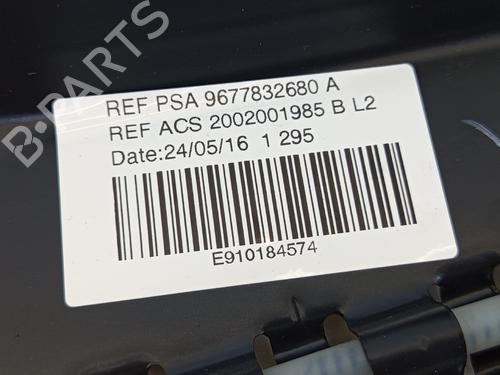 B-PARTS
REF PSA 9677832680 A
REF ACS 2002001985 B L2
Date:24/05/16 1 295
E910184574